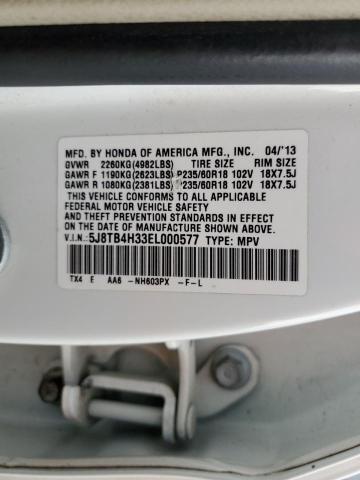 MFD. BY HONDA OF AMERICA MFG., INC. 04/'13
GVWR 2260KG(4982LBS) TIRE SIZE RIM SIZE
GAWR F 1190KG(2623LBS) P235/60R18 102V 18X7.5J
GAWR R 1080KG(2381LBS) P235/60R18 102V 18X7.5J
THIS VEHICLE CONFORMS TO ALL APPLICABLE
FEDERAL MOTOR VEHICLE SAFETY AND
THEFT PREVENTION STANDARDS IN EFFECT ON THE
DATE OF MANUFACTURE SHOWN ABOVE.
V.I.N: 5J8TB4H33EL000577 TYPE: MPV
TX4 E AA6 -NH603PX -F-L